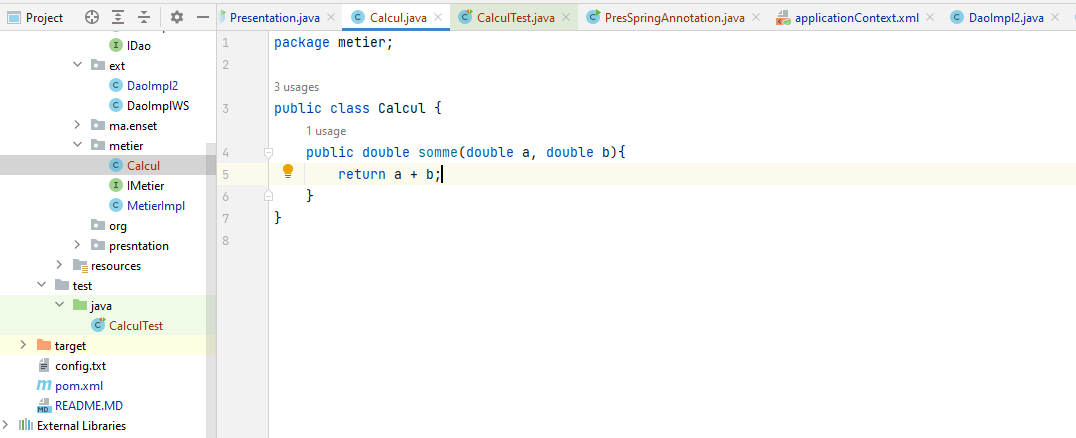 Project
Presentation.java
Calcul.java
CalculTest.java
PresSpringAnnotation.java
applicationContext.xml
DaoImpl2.java
IDao
ext
DaoImpl2
DaoImplWS
ma.enset
metier
Calcul
IMetier
MetierImpl
org
presntation
resources
test
java
CalculTest
target
config.txt
pom.xml
README.MD
External Libraries
1 package metier;
2
3 usages
3 public class Calcul {
1 usage
4 public double somme(double a, double b){
5 return a + b;
6 }
7 }
8